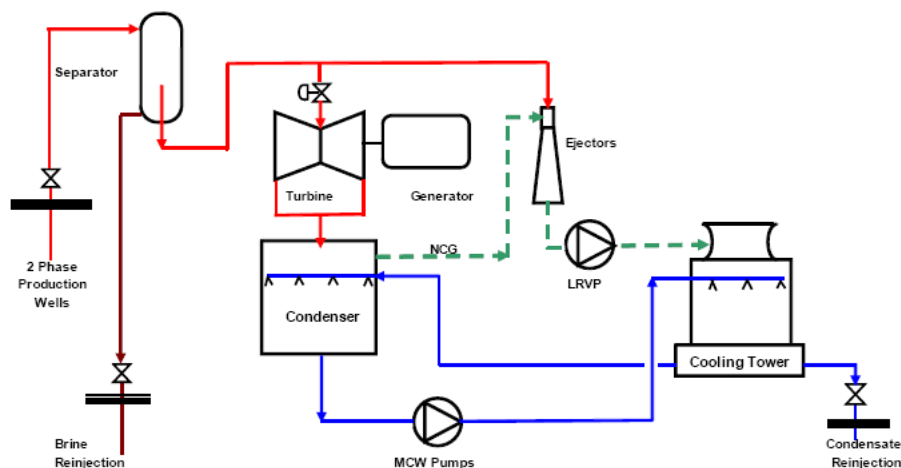 Separator
Ejectors
Turbine
Generator
NCG
2 Phase
Production
Wells
LRVP
Condenser
Cooling Tower
Brine
Reinjection
MCW Pumps
Condensate
Reinjection